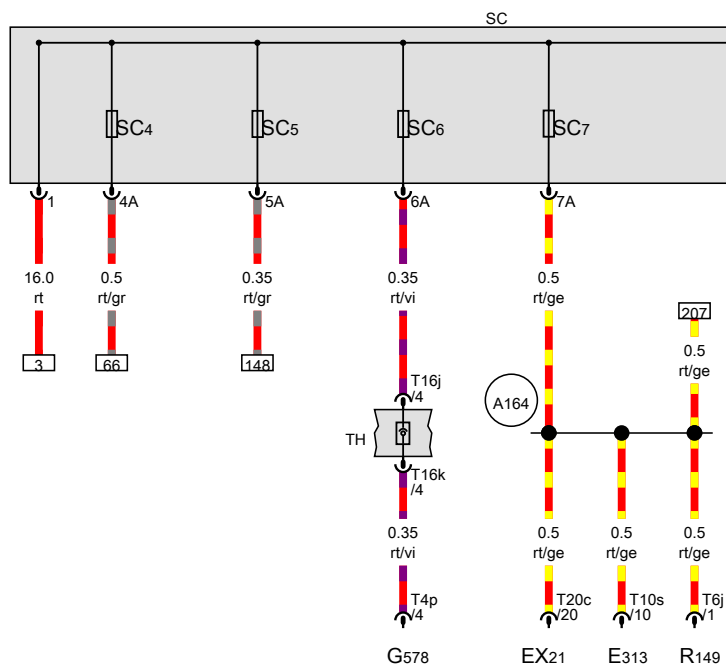 SC
SC4 SC5 SC6 SC7
1 4A 5A 6A 7A
16.0 0.5 0.35 0.35 0.5
rt rt/gr rt/gr rt/vi rt/ge
207
0.5
rt/ge
3 66 148
T16j
/4
A164
TH
T16k
/4
0.35 0.5 0.5 0.5
rt/vi rt/ge rt/ge rt/ge
T4p T20c T10s T6j
/4 /20 /10 /1
G578 EX21 E313 R149